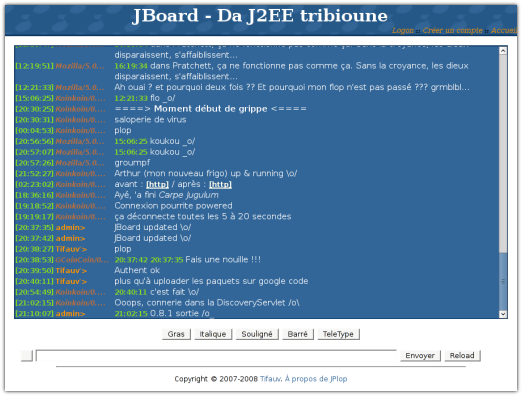 JBoard - Da J2EE tribioune
Logon - Créer un compte - Accueil
disparaissent, s'affaiblissent...
[12:19:51] Mozilla/5.0... 16:19:34 dans Pratchett, ça ne fonctionne pas comme ça. Sans la croyance, les dieux
disparaissent, s'affaiblissent...
[12:21:33] Mozilla/5.0... Ah ouai ? et pourquoi deux fois ?? Et pourquoi mon flop n'est pas passé ??? grmblbl...
[15:06:25] Koinkoin/0.... 12:21:33 flo _o/
[20:30:25] Koinkoin/0.... ====> Moment début de grippe <====
[20:30:31] Koinkoin/0.... saloperie de virus
[00:04:53] Koinkoin/0.... plop
[20:56:56] Mozilla/5.0... 15:06:25 koukou _o/
[20:57:07] Mozilla/5.0... 15:06:25 koukou _o/
[20:57:26] Mozilla/5.0... groumpf
[21:52:27] Koinkoin/0.... Arthur (mon nouveau frigo) up & running \o/
[02:23:02] Koinkoin/0.... avant : [http] / après : [http]
[18:36:16] Koinkoin/0.... Ayé, 'a fini Carpe Jugulum
[19:18:52] Koinkoin/0.... Connexion pourrite powered
[19:19:17] Koinkoin/0.... ça déconnecte toutes les 5 à 20 secondes
[20:37:35] admin> JBoard updated \o/
[20:37:42] admin> JBoard updated \o/
[20:38:27] Tifauv'> plop
[20:38:53] GCoinCoin/0... 20:37:42 20:37:35 Fais une nouille !!!
[20:39:50] Tifauv'> Authent ok
[20:40:11] Tifauv'> plus qu'à uploader les paquets sur google code
[20:54:49] Koinkoin/0.... 20:40:11 c'est fait \o/
[21:02:15] Koinkoin/0.... Ooops, connerie dans la DiscoveryServlet /o\
[21:10:07] admin> 21:02:15 0.8.1 sortie /o_
Gras Italique Souligné Barré TeleType
Envoyer Reload
Copyright © 2007-2008 Tifauv. À propos de JPlop